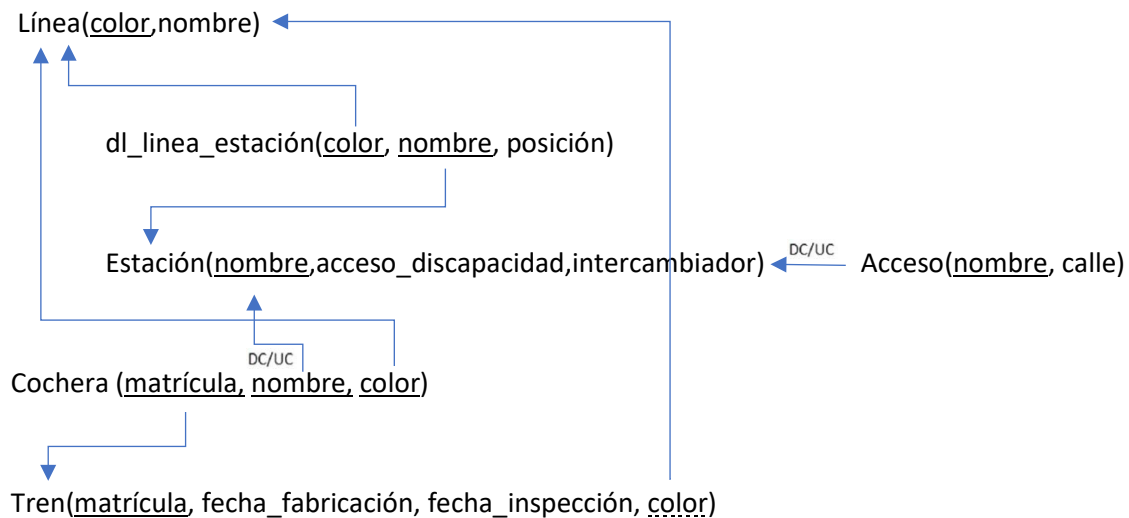 Línea(color,nombre)
dl_linea_estación(color, nombre, posición)
Estación(nombre,acceso_discapacidad,intercambiador)
DC/UC
Acceso(nombre, calle)
DC/UC
Cochera (matrícula, nombre, color)
Tren(matrícula, fecha_fabricación, fecha_inspección, color)